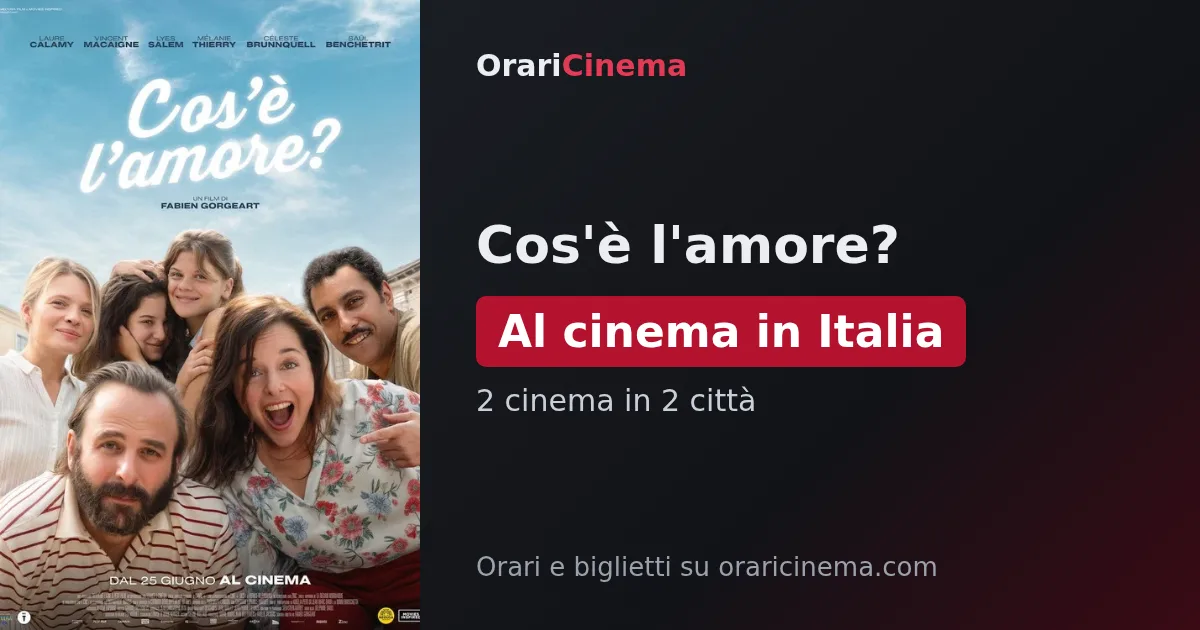 LAURE CALAMY VINCENT MACAIGNE LYES SALEM MÉLANIE THIERRY CÉLESTE BRUNNQUELL SAÜL BENCHETRIT
Cos'è
l'amore?
UN FILM DI
FABIEN GORGEART
DAL 25 GIUGNO AL CINEMA
OrariCinema
Cos'è l'amore?
Al cinema in Italia
2 cinema in 2 città
Orari e biglietti su oraricinema.com